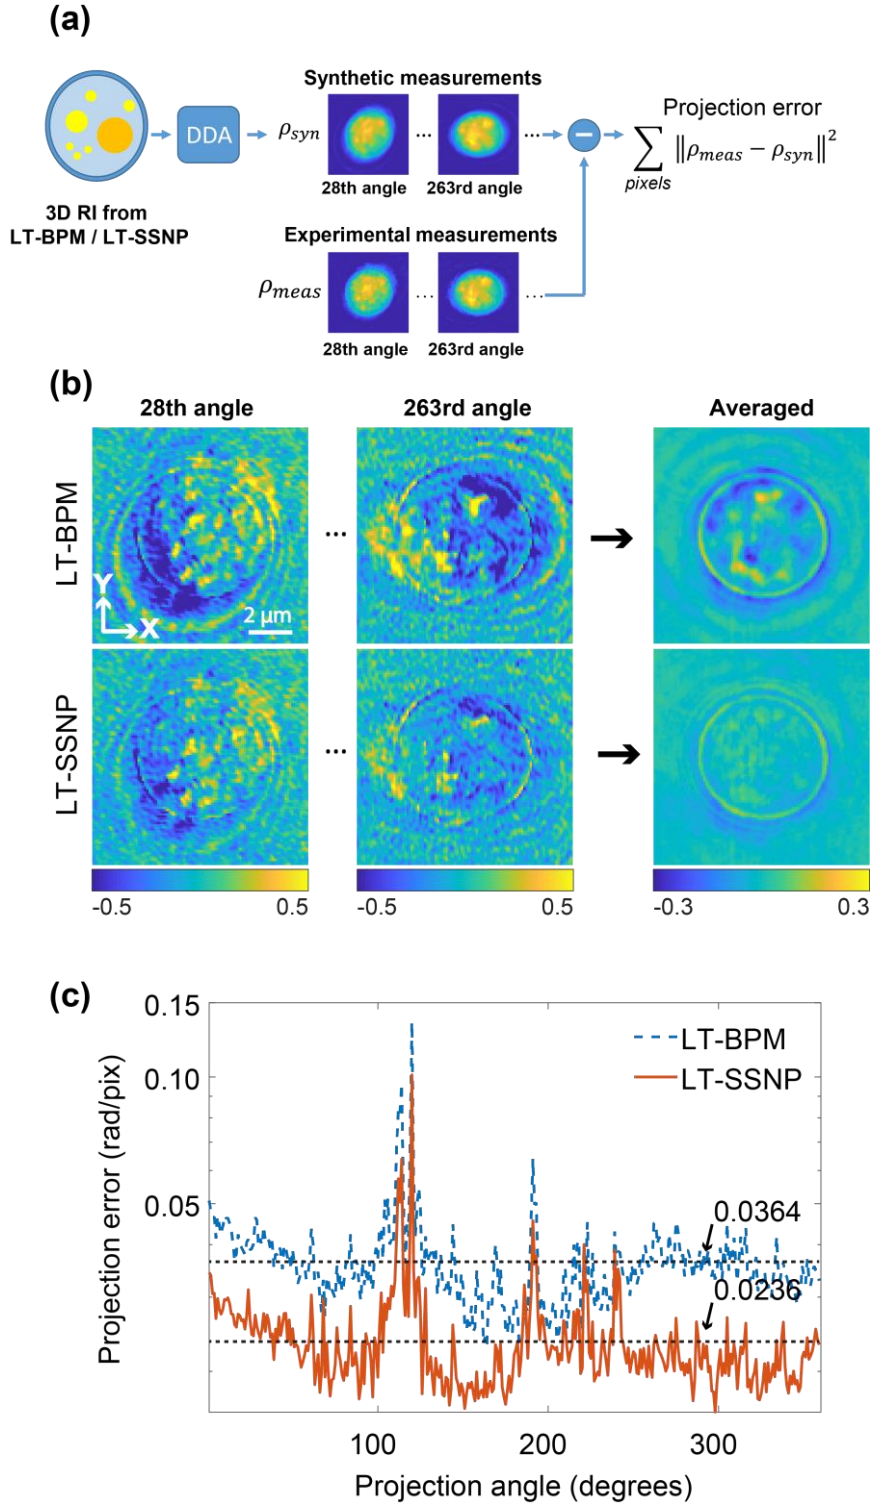 (a)
Synthetic measurements
DDA
ρsyn
...
...
28th angle
263rd angle
Projection error
∑ ‖ρmeas − ρsyn‖²
pixels
3D RI from
LT-BPM / LT-SSNP
Experimental measurements
ρmeas
...
...
28th angle
263rd angle
(b)
28th angle
263rd angle
Averaged
LT-BPM
...
Y
X
2 μm
LT-SSNP
...
-0.5
0.5
-0.5
0.5
-0.3
0.3
(c)
0.15
0.10
0.05
Projection error (rad/pix)
LT-BPM
LT-SSNP
0.0364
0.0236
100
200
300
Projection angle (degrees)